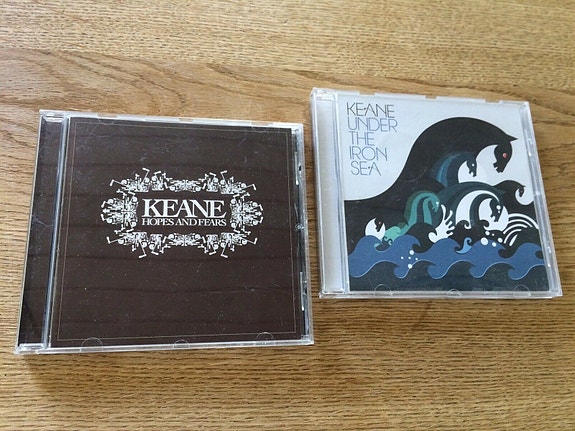 KEANE
HOPES AND FEARS
KEANE
UNDER
THE
IRON
SEA